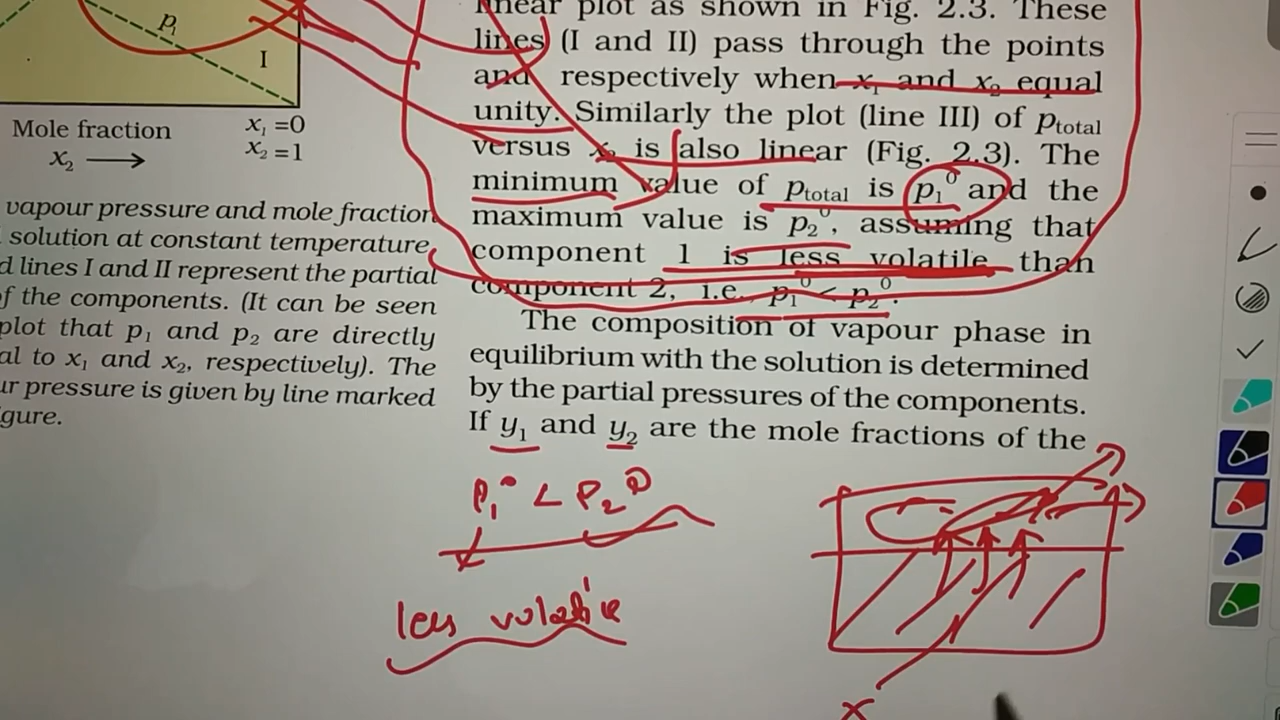 p₁
I
Mole fraction
x₂ ⟶
x₁ =0
x₂ =1
vapour pressure and mole fraction
solution at constant temperature
d lines I and II represent the partial
of the components. (It can be seen
plot that p₁ and p₂ are directly
al to x₁ and x₂, respectively). The
ur pressure is given by line marked
gure.
linear plot as shown in Fig. 2.3. These
lines (I and II) pass through the points
and respectively when x₁ and x₂ equal
unity. Similarly the plot (line III) of p_total
versus x₂ is also linear (Fig. 2.3). The
minimum value of p_total is p₁⁰ and the
maximum value is p₂⁰, assuming that
component 1 is less volatile than
component 2, i.e., p₁⁰ < p₂⁰.
The composition of vapour phase in
equilibrium with the solution is determined
by the partial pressures of the components.
If y₁ and y₂ are the mole fractions of the
P₁° < P₂°
less volatile
x